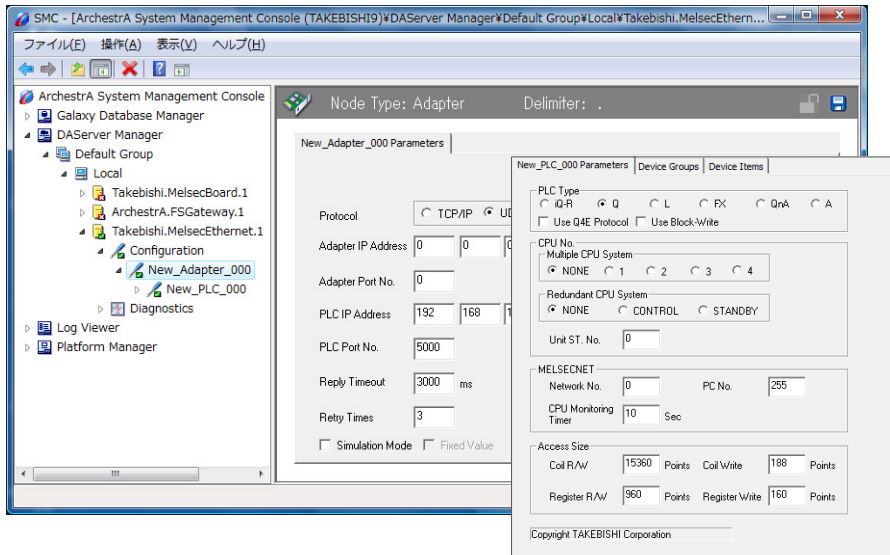 SMC - [ArchestrA System Management Console (TAKEBISHI9)¥DAServer Manager¥Default Group¥Local¥Takebishi.MelsecEthern...
ファイル(F) 操作(A) 表示(V) ヘルプ(H)
ArchestrA System Management Console
Galaxy Database Manager
DAServer Manager
Default Group
Local
Takebishi.MelsecBoard.1
ArchestrA.FSGateway.1
Takebishi.MelsecEthernet.1
Configuration
New_Adapter_000
New_PLC_000
Diagnostics
Log Viewer
Platform Manager
Node Type: Adapter Delimiter: .
New_Adapter_000 Parameters
Protocol TCP/IP
Adapter IP Address 0 0
Adapter Port No. 0
PLC IP Address 192 168
PLC Port No. 5000
Reply Timeout 3000 ms
Retry Times 3
Simulation Mode Fixed Value
New_PLC_000 Parameters Device Groups Device Items
PLC Type
iQ-R Q L FX QnA A
Use Q4E Protocol Use Block-Write
CPU No.
Multiple CPU System
NONE 1 2 3 4
Redundant CPU System
NONE CONTROL STANDBY
Unit ST. No. 0
MELSECNET
Network No. 0 PC No. 255
CPU Monitoring Timer 10 Sec
Access Size
Coil R/W 15360 Points Coil Write 188 Points
Register R/W 960 Points Register Write 160 Points
Copyright TAKEBISHI Corporation